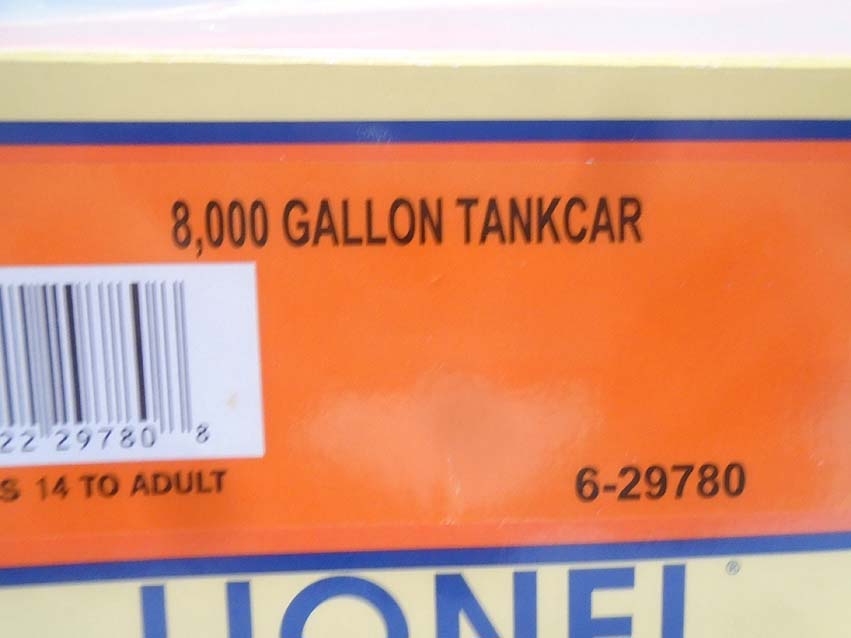 8,000 GALLON TANKCAR
22 29780 8
S 14 TO ADULT
6-29780
LIONEL®